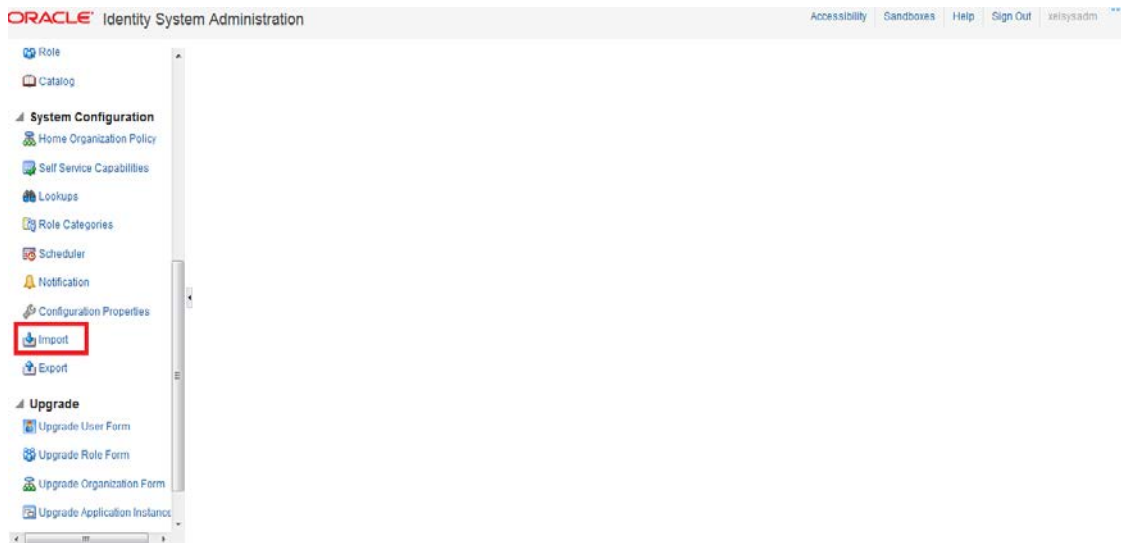 ORACLE Identity System Administration
Accessibility Sandboxes Help Sign Out xelsysadm
Role
Catalog
System Configuration
Home Organization Policy
Self Service Capabilities
Lookups
Role Categories
Scheduler
Notification
Configuration Properties
Import
Export
Upgrade
Upgrade User Form
Upgrade Role Form
Upgrade Organization Form
Upgrade Application Instance